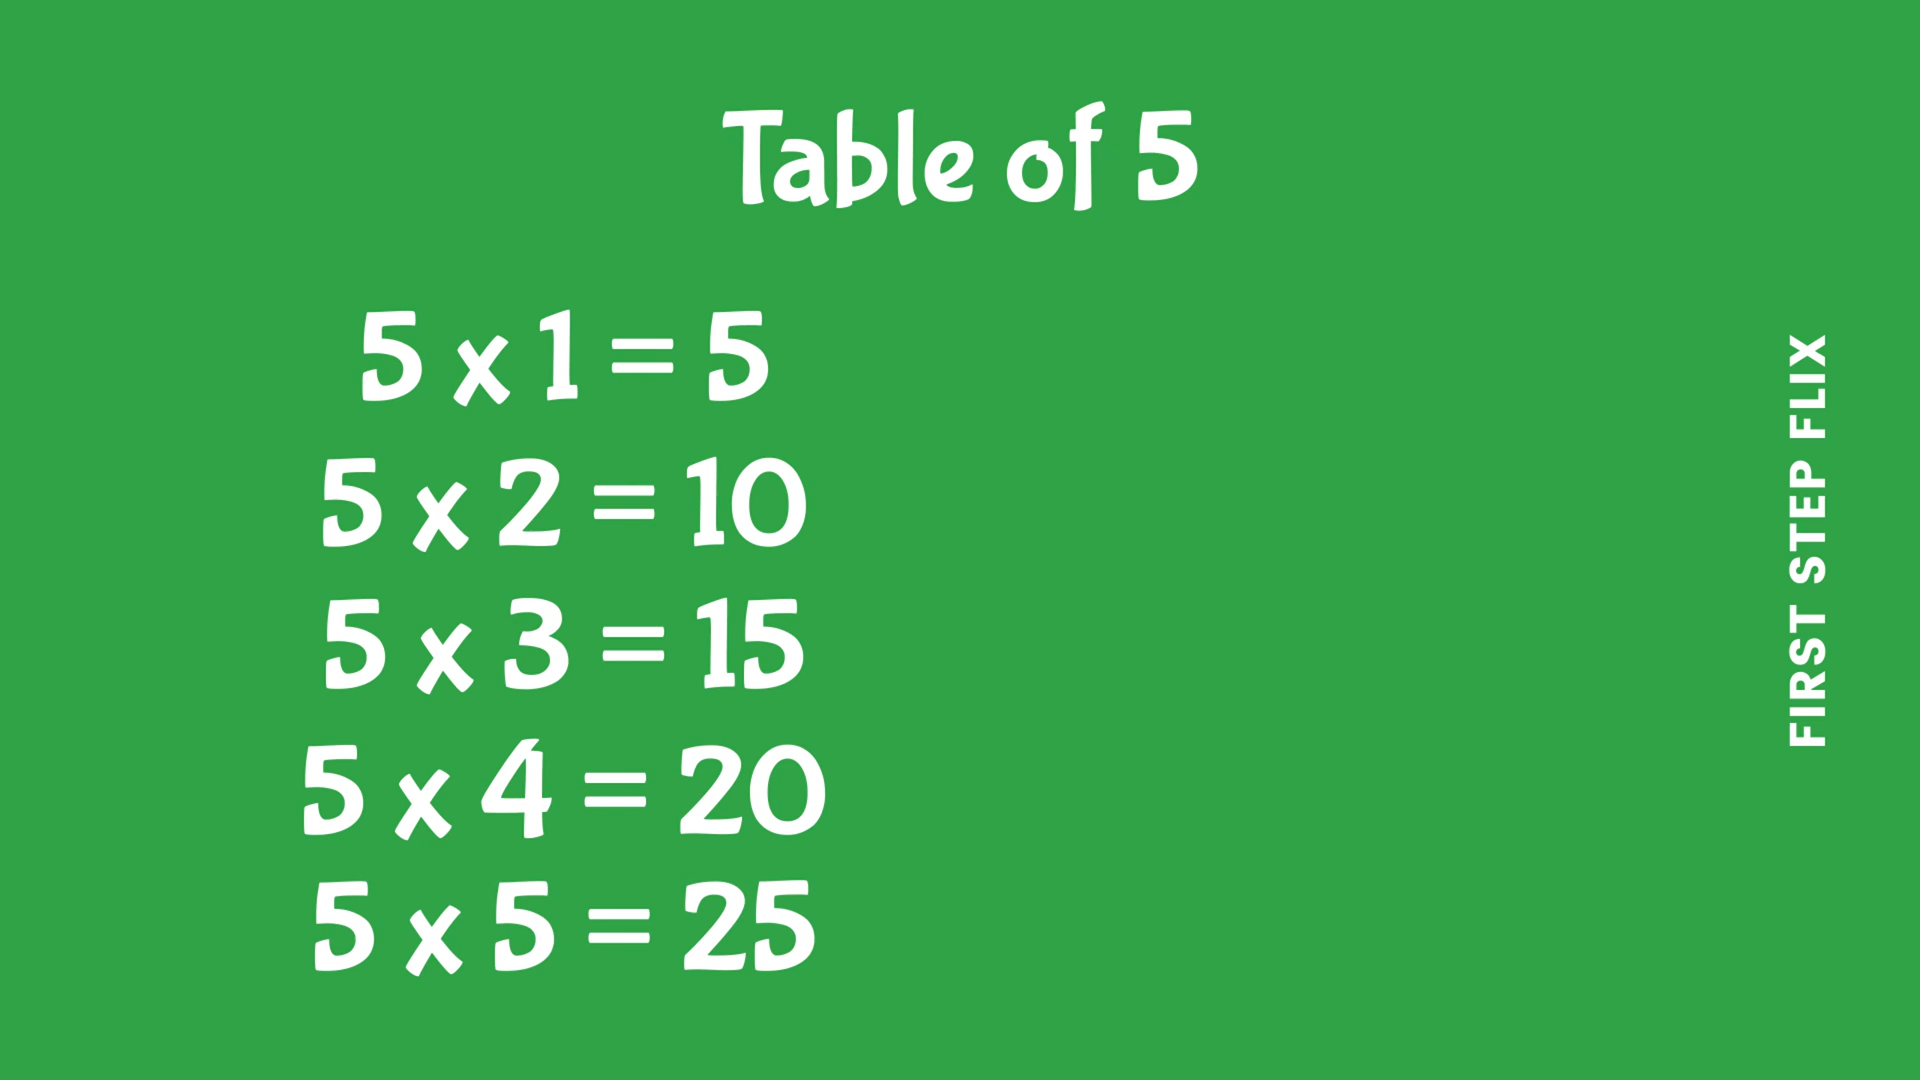 Table of 5
5 x 1 = 5
5 x 2 = 10
5 x 3 = 15
5 x 4 = 20
5 x 5 = 25
FIRST STEP FLIX